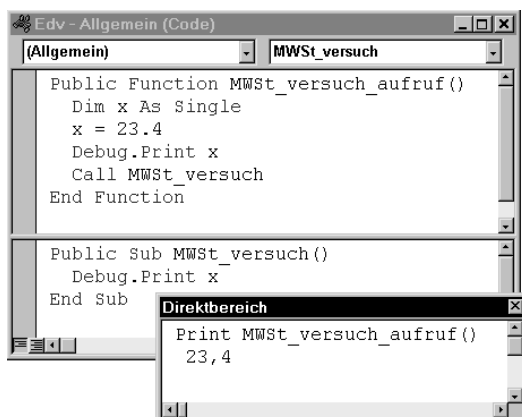 Edv - Allgemein (Code)
(Allgemein) MWSt_versuch
Public Function MWSt_versuch_aufruf()
Dim x As Single
x = 23.4
Debug.Print x
Call MWSt_versuch
End Function
Public Sub MWSt_versuch()
Debug.Print x
End Sub
Direktbereich
Print MWSt_versuch_aufruf()
23,4